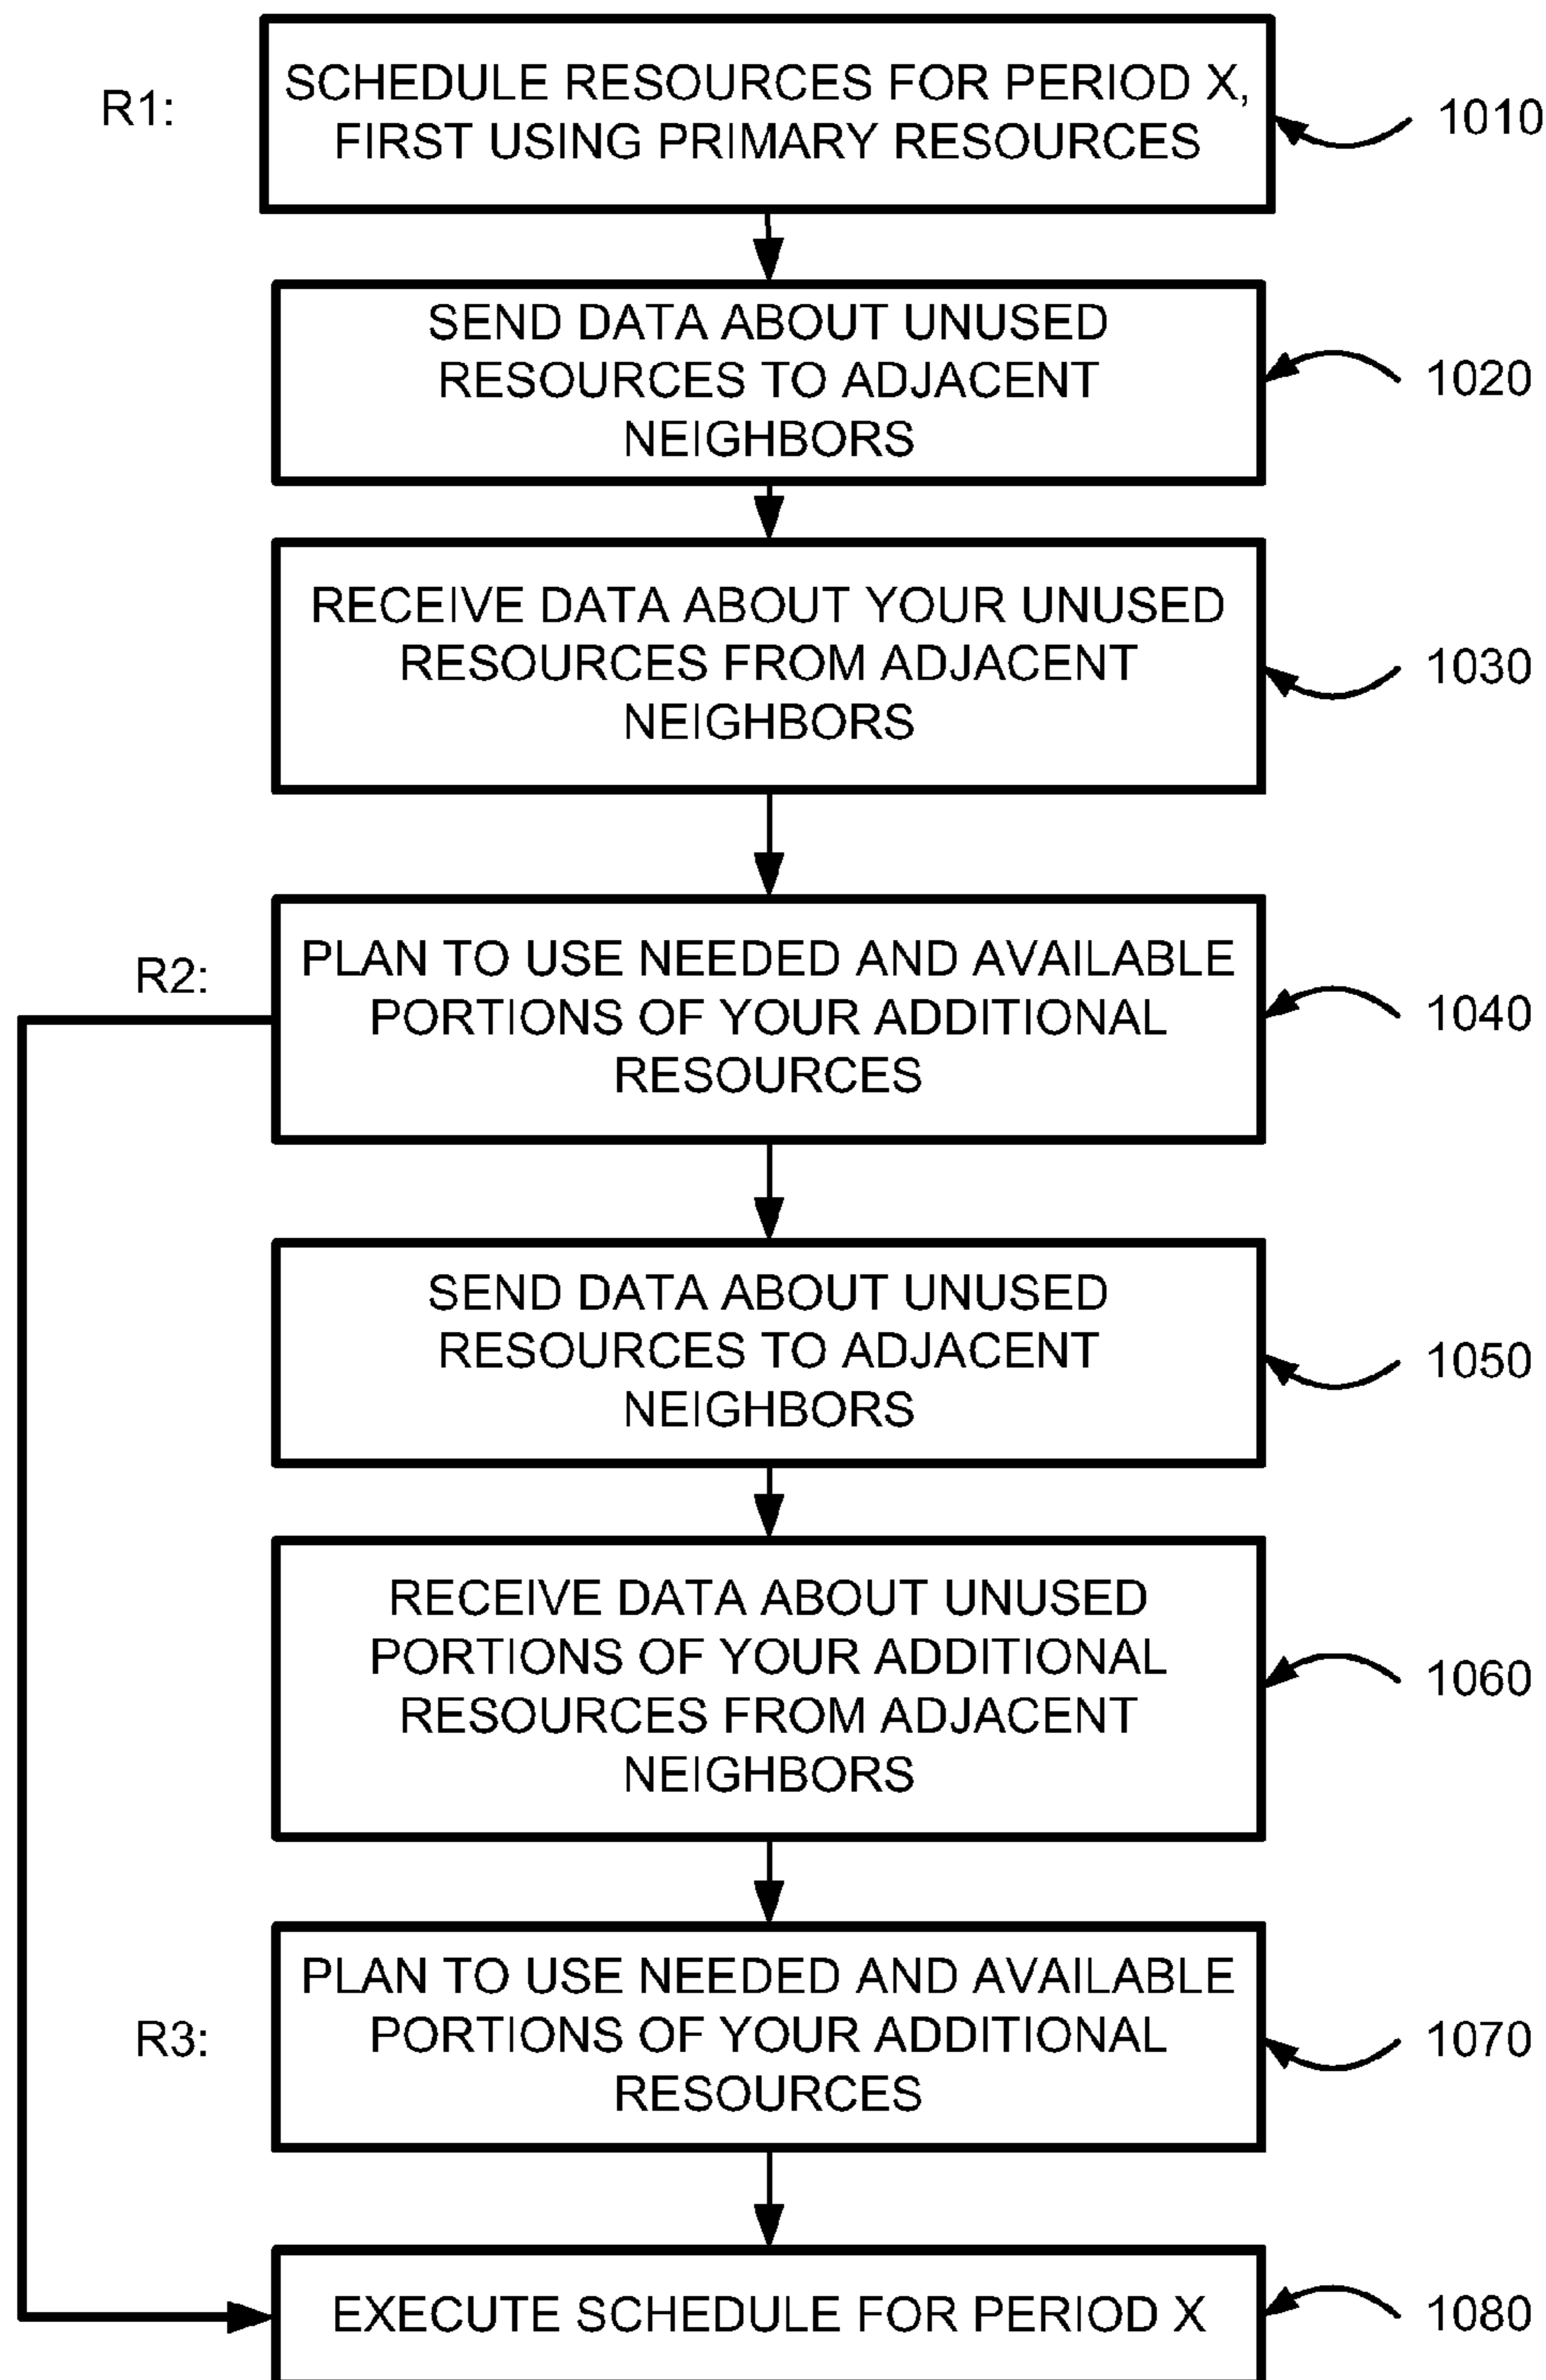 R1:
SCHEDULE RESOURCES FOR PERIOD X,
FIRST USING PRIMARY RESOURCES
1010
SEND DATA ABOUT UNUSED
RESOURCES TO ADJACENT
NEIGHBORS
1020
RECEIVE DATA ABOUT YOUR UNUSED
RESOURCES FROM ADJACENT
NEIGHBORS
1030
R2:
PLAN TO USE NEEDED AND AVAILABLE
PORTIONS OF YOUR ADDITIONAL
RESOURCES
1040
SEND DATA ABOUT UNUSED
RESOURCES TO ADJACENT
NEIGHBORS
1050
RECEIVE DATA ABOUT UNUSED
PORTIONS OF YOUR ADDITIONAL
RESOURCES FROM ADJACENT
NEIGHBORS
1060
R3:
PLAN TO USE NEEDED AND AVAILABLE
PORTIONS OF YOUR ADDITIONAL
RESOURCES
1070
EXECUTE SCHEDULE FOR PERIOD X
1080